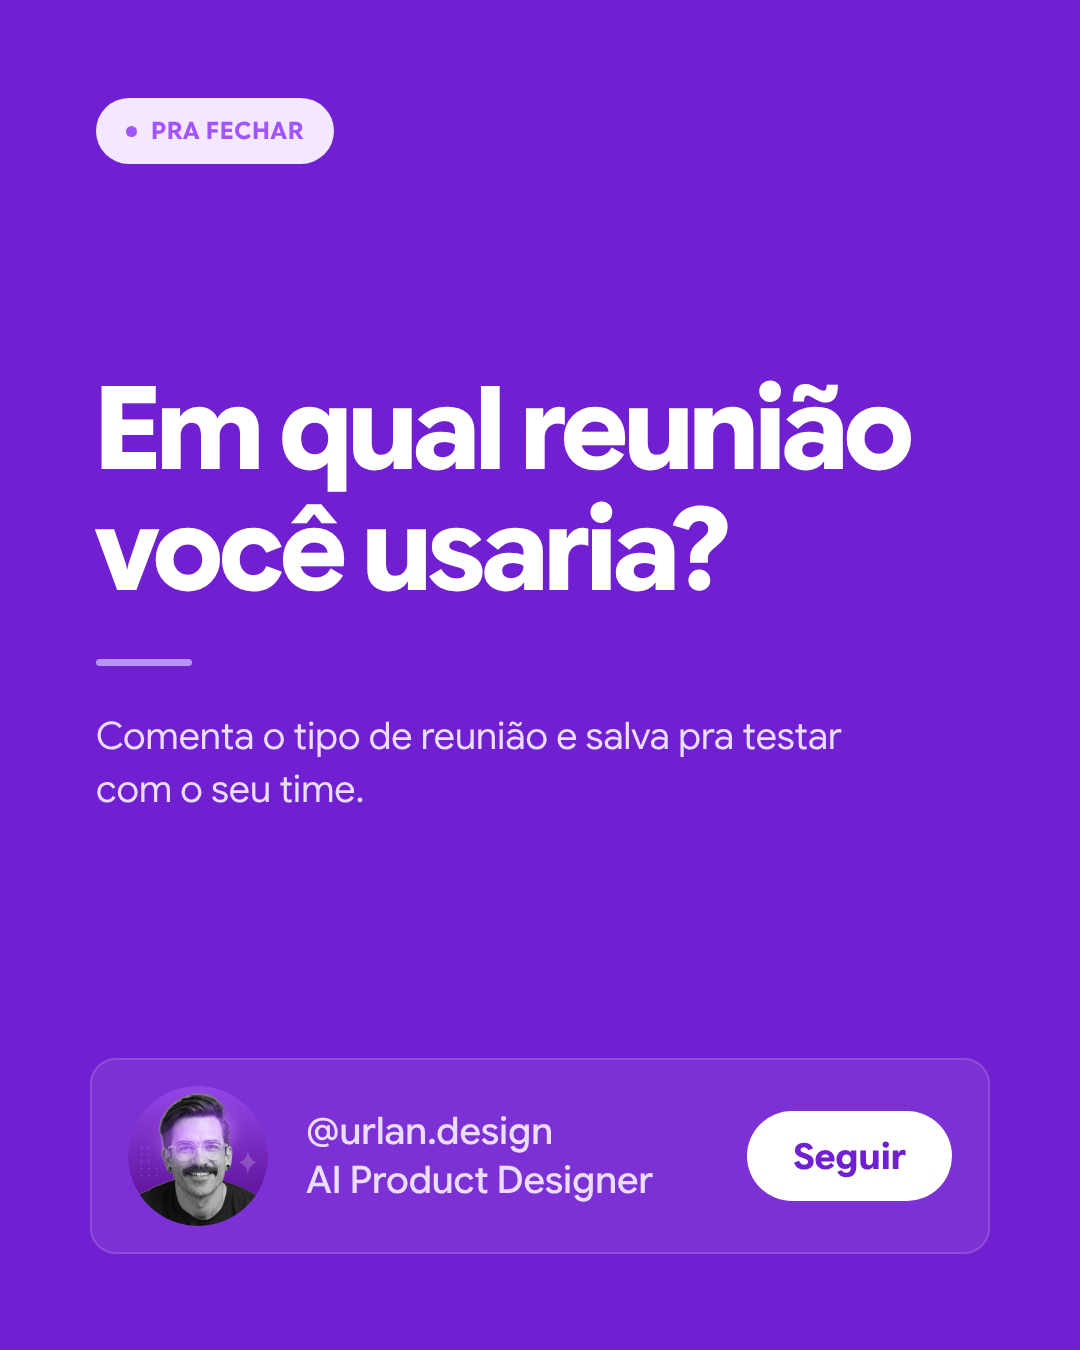 PRA FECHAR
Em qual reunião
você usaria?
Comenta o tipo de reunião e salva pra testar
com o seu time.
@urlan.design
AI Product Designer
Seguir